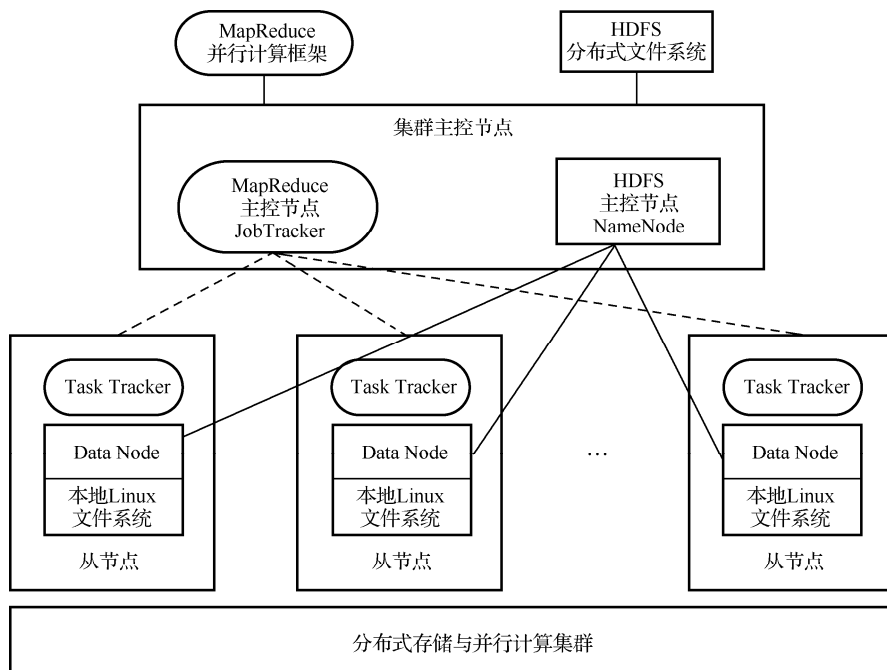 MapReduce
并行计算框架
HDFS
分布式文件系统
集群主控节点
MapReduce
主控节点
JobTracker
HDFS
主控节点
NameNode
Task Tracker
Data Node
本地Linux
文件系统
从节点
Task Tracker
Data Node
本地Linux
文件系统
从节点
…
Task Tracker
Data Node
本地Linux
文件系统
从节点
分布式存储与并行计算集群